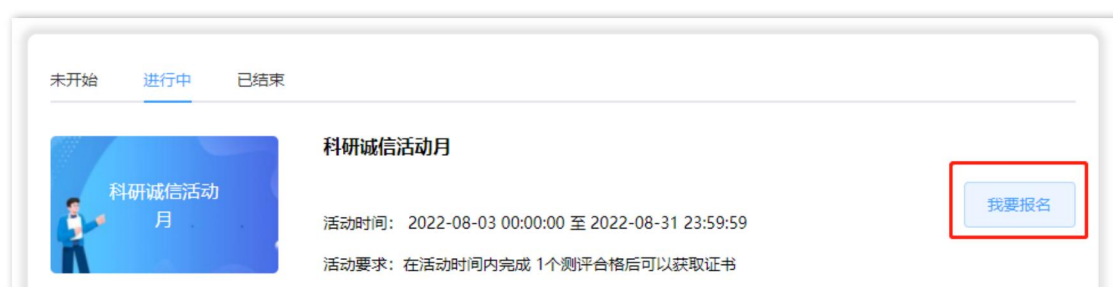 未开始 进行中 已结束
科研诚信活动月
科研诚信活动
月
我要报名
活动时间： 2022-08-03 00:00:00 至 2022-08-31 23:59:59
活动要求：在活动时间内完成 1个测评合格后可以获取证书